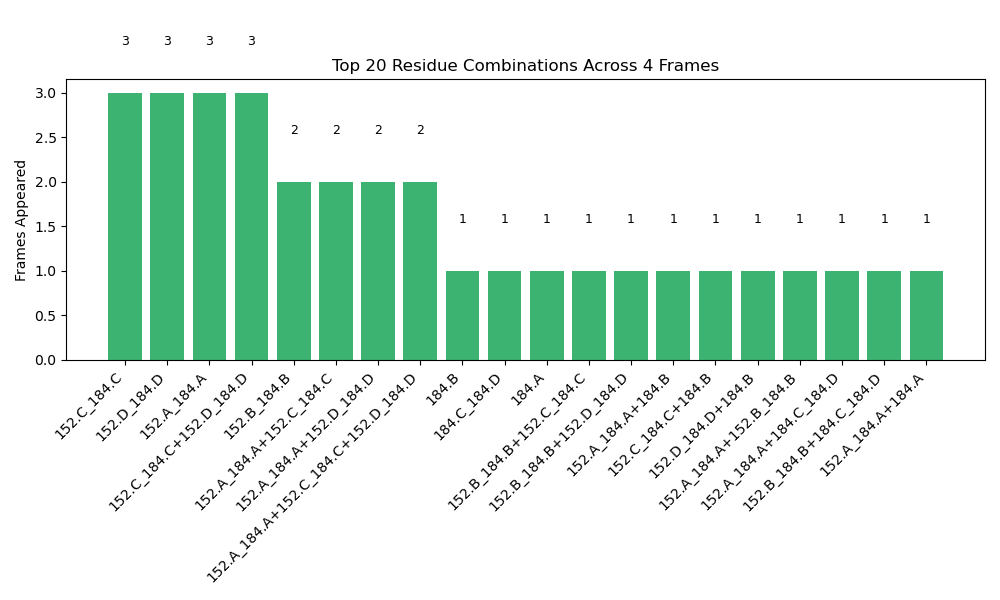 3 3 3 3
Top 20 Residue Combinations Across 4 Frames
3.0
2.5
2.0
1.5
1.0
0.5
0.0
Frames Appeared
2 2 2 2
1 1 1 1 1 1 1 1 1 1 1 1
152.C_184.C
152.D_184.D
152.A_184.A
152.C_184.C+152.D_184.D
152.B_184.B
152.A_184.A+152.C_184.C
152.A_184.A+152.D_184.D
152.A_184.A+152.C_184.C+152.D_184.D
184.B
184.C_184.D
184.A
152.B_184.B+152.C_184.C
152.B_184.B+152.D_184.D
152.A_184.A+184.B
152.C_184.C+184.B
152.D_184.D+184.B
152.A_184.A+152.B_184.B
152.A_184.A+184.C_184.D
152.B_184.B+184.C_184.D
152.A_184.A+184.A